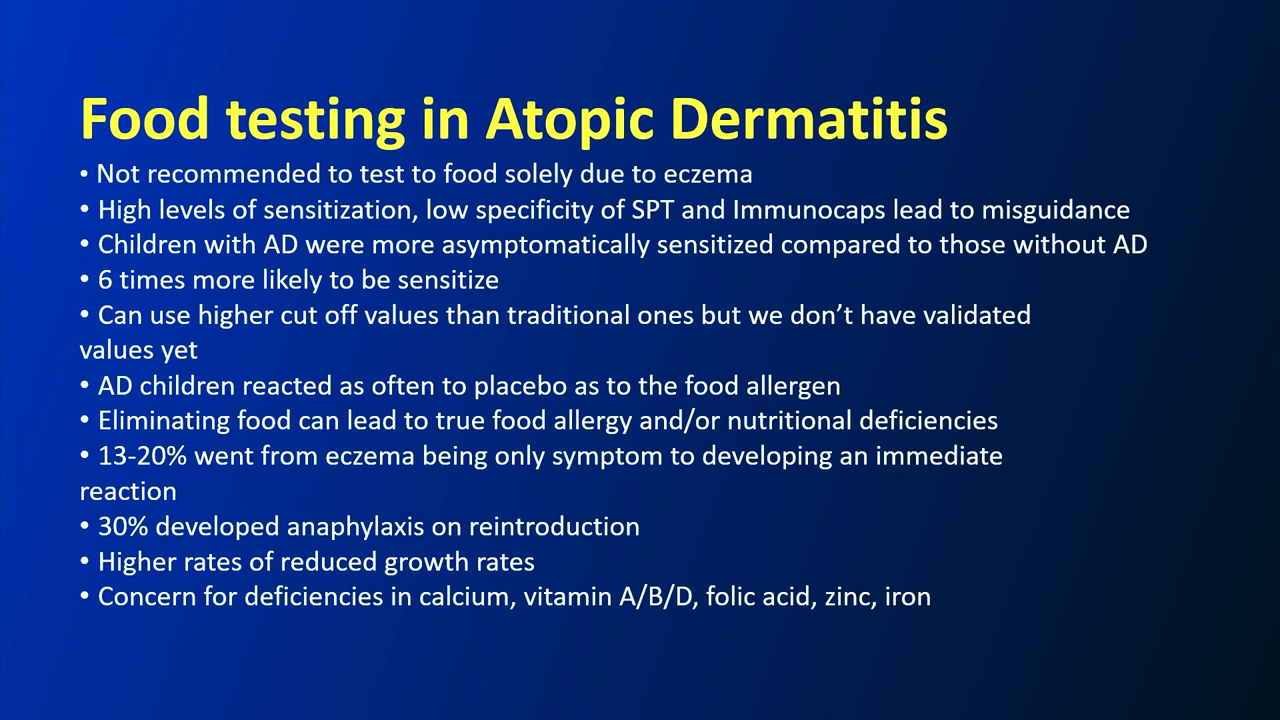 Food testing in Atopic Dermatitis
• Not recommended to test to food solely due to eczema
• High levels of sensitization, low specificity of SPT and Immunocaps lead to misguidance
• Children with AD were more asymptomatically sensitized compared to those without AD
• 6 times more likely to be sensitize
• Can use higher cut off values than traditional ones but we don’t have validated
values yet
• AD children reacted as often to placebo as to the food allergen
• Eliminating food can lead to true food allergy and/or nutritional deficiencies
• 13-20% went from eczema being only symptom to developing an immediate
reaction
• 30% developed anaphylaxis on reintroduction
• Higher rates of reduced growth rates
• Concern for deficiencies in calcium, vitamin A/B/D, folic acid, zinc, iron